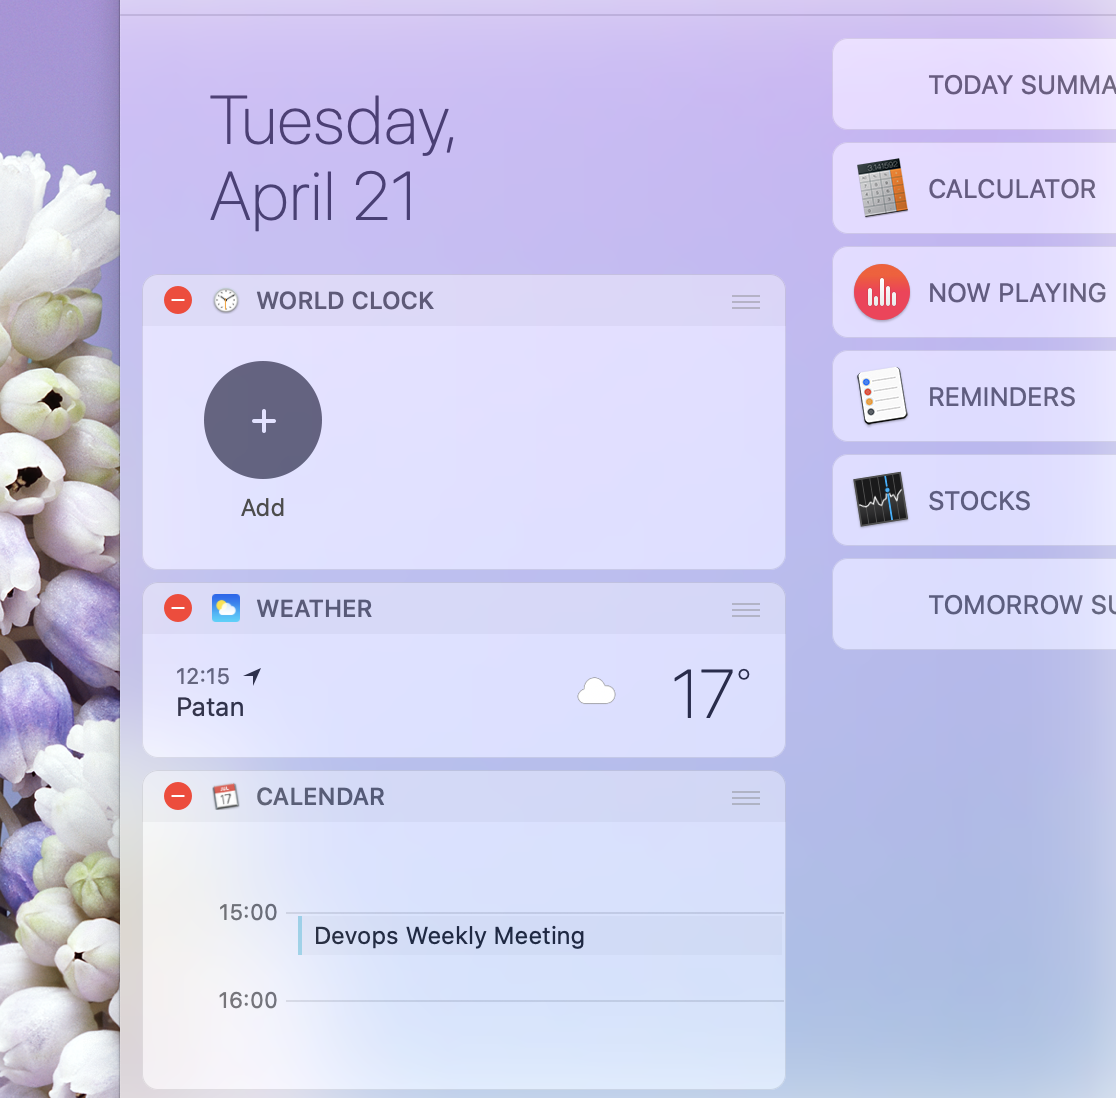 Tuesday,
April 21
WORLD CLOCK
+
Add
WEATHER
12:15
Patan
17°
CALENDAR
15:00
Devops Weekly Meeting
16:00
TODAY SUMMA
CALCULATOR
NOW PLAYING
REMINDERS
STOCKS
TOMORROW SU